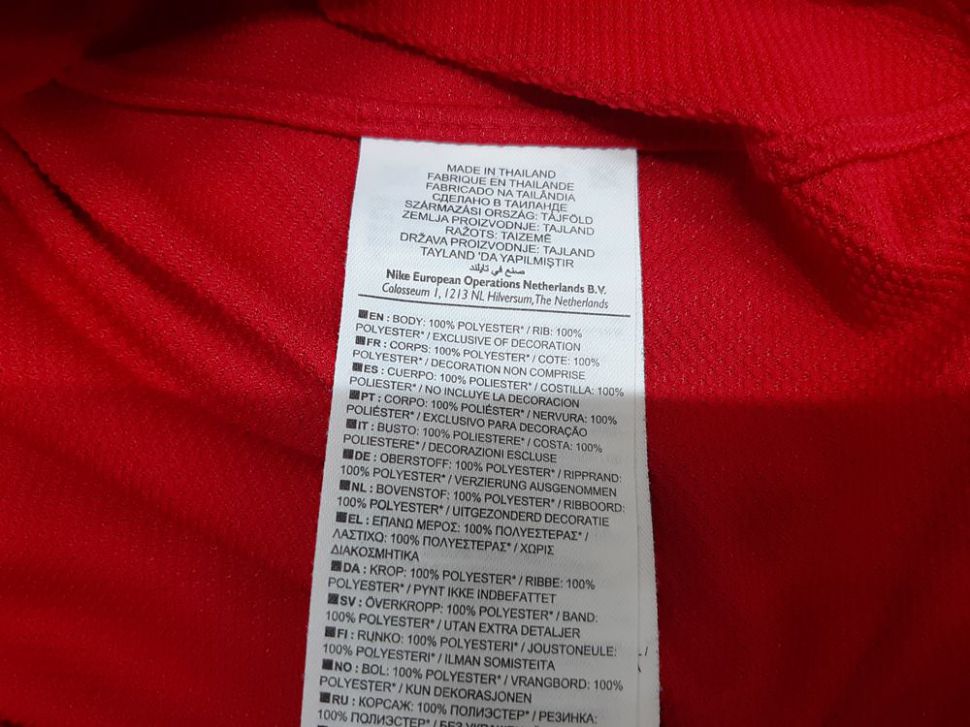 MADE IN THAILAND
FABRIQUE EN THAILANDE
FABRICADO NA TAILÂNDIA
СДЕЛАНО В ТАИЛАНДЕ
SZÁRMAZÁSI ORSZÁG: TÁJFÖLD
ZEMLJA PROIZVODNJE: TAJLAND
RAŽOTS: TAIZEMĒ
DRŽAVA PROIZVODNJE: TAJLAND
TAYLAND 'DA YAPILMIŞTIR
صنع في تايلند
Nike European Operations Netherlands B.V.
Colosseum 1, 1213 NL Hilversum, The Netherlands
EN : BODY: 100% POLYESTER* / RIB: 100%
POLYESTER* / EXCLUSIVE OF DECORATION
FR : CORPS: 100% POLYESTER* / COTE: 100%
POLYESTER* / DECORATION NON COMPRISE
ES : CUERPO: 100% POLIESTER* / COSTILLA: 100%
POLIESTER* / NO INCLUYE LA DECORACION
PT : CORPO: 100% POLIÉSTER* / NERVURA: 100%
POLIÉSTER* / EXCLUSIVO PARA DECORAÇÃO
IT : BUSTO: 100% POLIESTERE* / COSTA: 100%
POLIESTERE* / DECORAZIONI ESCLUSE
DE : OBERSTOFF: 100% POLYESTER* / RIPPRAND:
100% POLYESTER* / VERZIERUNG AUSGENOMMEN
NL : BOVENSTOF: 100% POLYESTER* / RIBBOORD:
100% POLYESTER* / UITGEZONDERD DECORATIE
EL : ΕΠΑΝΩ ΜΕΡΟΣ: 100% ΠΟΛΥΕΣΤΕΡΑΣ* /
ΛΑΣΤΙΧΟ: 100% ΠΟΛΥΕΣΤΕΡΑΣ* / ΧΩΡΙΣ
ΔΙΑΚΟΣΜΗΤΙΚΑ
DA : KROP: 100% POLYESTER* / RIBBE: 100%
POLYESTER* / PYNT IKKE INDBEFATTET
SV : ÖVERKROPP: 100% POLYESTER* / BAND:
100% POLYESTER* / UTAN EXTRA DETALJER
FI : RUNKO: 100% POLYESTERI* / JOUSTONEULE:
100% POLYESTERI* / ILMAN SOMISTEITA
NO : BOL: 100% POLYESTER* / VRANGBORD: 100%
POLYESTER* / KUN DEKORASJONEN
RU : КОРСАЖ: 100% ПОЛИЭСТЕР* / РЕЗИНКА:
100% ПОЛИЭСТЕР* / БЕЗ